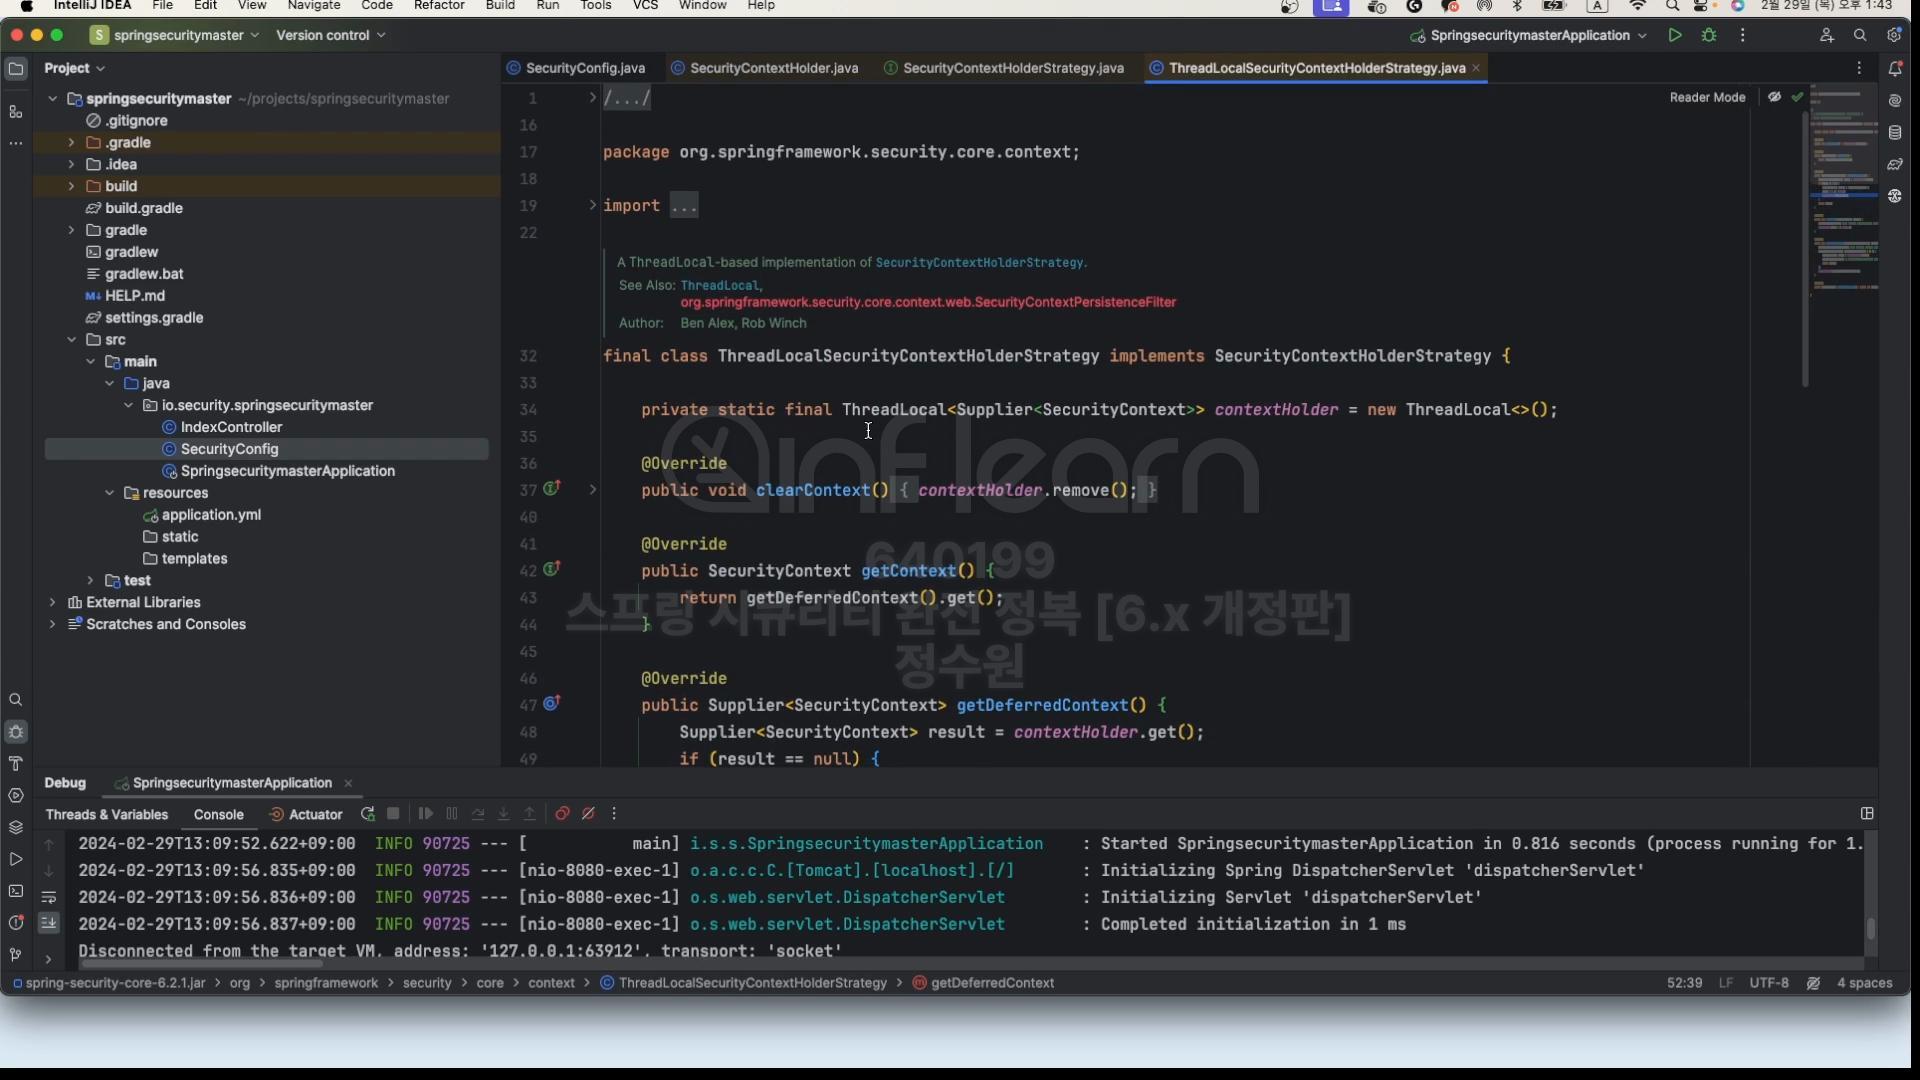 IntelliJ IDEA File Edit View Navigate Code Refactor Build Run Tools VCS Window Help A 2월 29일 (목) 오후 1:43
S springsecuritymaster Version control SpringsecuritymasterApplication
Project
springsecuritymaster ~/projects/springsecuritymaster
.gitignore
.gradle
.idea
build
build.gradle
gradle
gradlew
gradlew.bat
M↓ HELP.md
settings.gradle
src
main
java
io.security.springsecuritymaster
IndexController
SecurityConfig
SpringsecuritymasterApplication
resources
application.yml
static
templates
test
External Libraries
Scratches and Consoles
SecurityConfig.java SecurityContextHolder.java SecurityContextHolderStrategy.java ThreadLocalSecurityContextHolderStrategy.java
Reader Mode
1 /.../
16
17 package org.springframework.security.core.context;
18
19 import ...
22
A ThreadLocal-based implementation of SecurityContextHolderStrategy.
See Also: ThreadLocal,
org.springframework.security.core.context.web.SecurityContextPersistenceFilter
Author: Ben Alex, Rob Winch
32 final class ThreadLocalSecurityContextHolderStrategy implements SecurityContextHolderStrategy {
33
34 private static final ThreadLocal<Supplier<SecurityContext>> contextHolder = new ThreadLocal<>();
35
36 @Override
37 public void clearContext() { contextHolder.remove(); }
40
41 @Override
42 public SecurityContext getContext() {
43 return getDeferredContext().get();
44 }
45
46 @Override
47 public Supplier<SecurityContext> getDeferredContext() {
48 Supplier<SecurityContext> result = contextHolder.get();
49 if (result == null) {
inflearn
640199
스프링 시큐리티 완전 정복 [6.x 개정판]
정수원
Debug SpringsecuritymasterApplication
Threads & Variables Console Actuator
2024-02-29T13:09:52.622+09:00 INFO 90725 --- [ main] i.s.s.SpringsecuritymasterApplication : Started SpringsecuritymasterApplication in 0.816 seconds (process running for 1.
2024-02-29T13:09:56.835+09:00 INFO 90725 --- [nio-8080-exec-1] o.a.c.c.C.[Tomcat].[localhost].[/] : Initializing Spring DispatcherServlet 'dispatcherServlet'
2024-02-29T13:09:56.836+09:00 INFO 90725 --- [nio-8080-exec-1] o.s.web.servlet.DispatcherServlet : Initializing Servlet 'dispatcherServlet'
2024-02-29T13:09:56.837+09:00 INFO 90725 --- [nio-8080-exec-1] o.s.web.servlet.DispatcherServlet : Completed initialization in 1 ms
Disconnected from the target VM, address: '127.0.0.1:63912', transport: 'socket'
spring-security-core-6.2.1.jar > org > springframework > security > core > context > ThreadLocalSecurityContextHolderStrategy > getDeferredContext 52:39 LF UTF-8 4 spaces